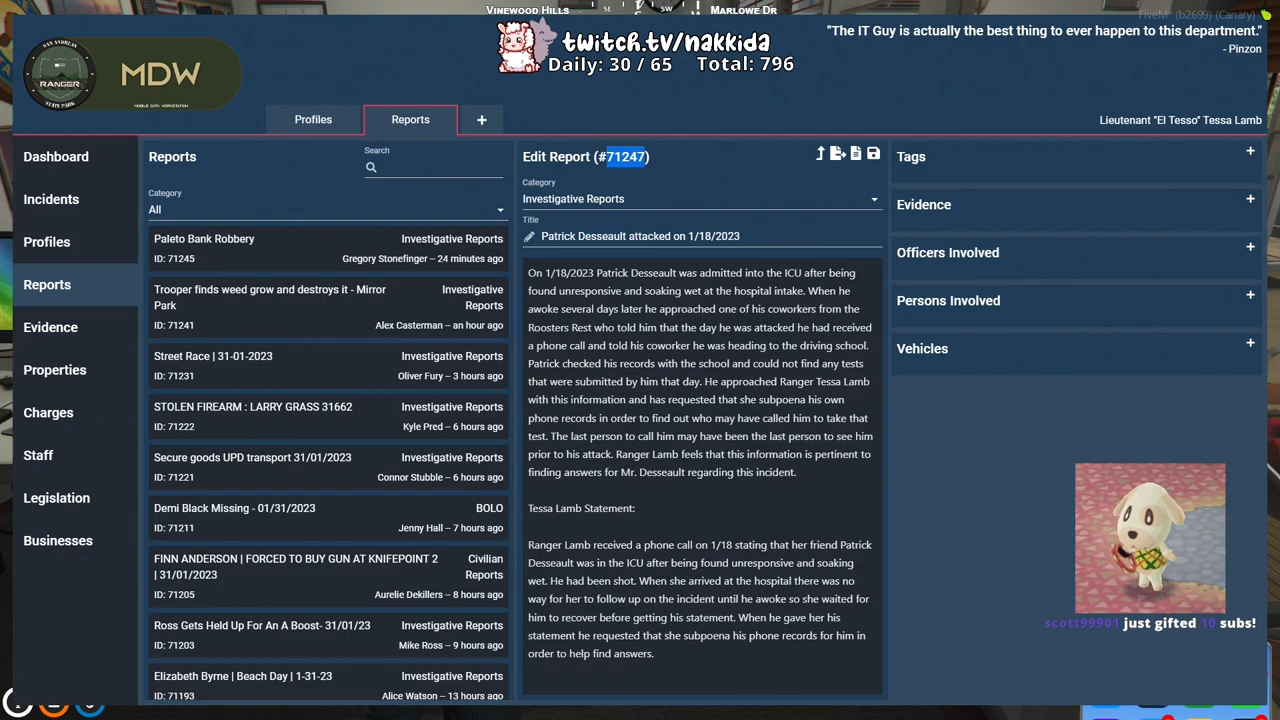 VINEWOOD HILLS
SE
SW
MARLOWE DR
FiveM® (b2699) (Canary)
twitch.tv/nakkida
Daily: 30 / 65 Total: 796
"The IT Guy is actually the best thing to ever happen to this department."
- Pinzon
SAN ANDREAS
RANGER
STATE PARK
MDW
MOBILE DATA WORKSTATION
Profiles
Reports
+
Lieutenant "El Tesso" Tessa Lamb
Dashboard
Incidents
Profiles
Reports
Evidence
Properties
Charges
Staff
Legislation
Businesses
Reports
Search
Category
All
Paleto Bank Robbery
Investigative Reports
ID: 71245
Gregory Stonefinger – 24 minutes ago
Trooper finds weed grow and destroys it - Mirror
Park
Investigative
Reports
ID: 71241
Alex Casterman – an hour ago
Street Race | 31-01-2023
Investigative Reports
ID: 71231
Oliver Fury – 3 hours ago
STOLEN FIREARM : LARRY GRASS 31662
Investigative Reports
ID: 71222
Kyle Pred – 6 hours ago
Secure goods UPD transport 31/01/2023
Investigative Reports
ID: 71221
Connor Stubble – 6 hours ago
Demi Black Missing - 01/31/2023
BOLO
ID: 71211
Jenny Hall – 7 hours ago
FINN ANDERSON | FORCED TO BUY GUN AT KNIFEPOINT 2
| 31/01/2023
Civilian
Reports
ID: 71205
Aurelie Dekillers – 8 hours ago
Ross Gets Held Up For An A Boost- 31/01/23
Investigative Reports
ID: 71203
Mike Ross – 9 hours ago
Elizabeth Byrne | Beach Day | 1-31-23
Investigative Reports
ID: 71193
Alice Watson – 13 hours ago
Edit Report (#71247)
Category
Investigative Reports
Title
Patrick Desseault attacked on 1/18/2023
On 1/18/2023 Patrick Desseault was admitted into the ICU after being
found unresponsive and soaking wet at the hospital intake. When he
awoke several days later he approached one of his coworkers from the
Roosters Rest who told him that the day he was attacked he had received
a phone call and told his coworker he was heading to the driving school.
Patrick checked his records with the school and could not find any tests
that were submitted by him that day. He approached Ranger Tessa Lamb
with this information and has requested that she subpoena his own
phone records in order to find out who may have called him to take that
test. The last person to call him may have been the last person to see him
prior to his attack. Ranger Lamb feels that this information is pertinent to
finding answers for Mr. Desseault regarding this incident.
Tessa Lamb Statement:
Ranger Lamb received a phone call on 1/18 stating that her friend Patrick
Desseault was in the ICU after being found unresponsive and soaking
wet. He had been shot. When she arrived at the hospital there was no
way for her to follow up on the incident until he awoke so she waited for
him to recover before getting his statement. When he gave her his
statement he requested that she subpoena his phone records for him in
order to help find answers.
Tags
+
Evidence
+
Officers Involved
+
Persons Involved
+
Vehicles
+
scott99901 just gifted 10 subs!